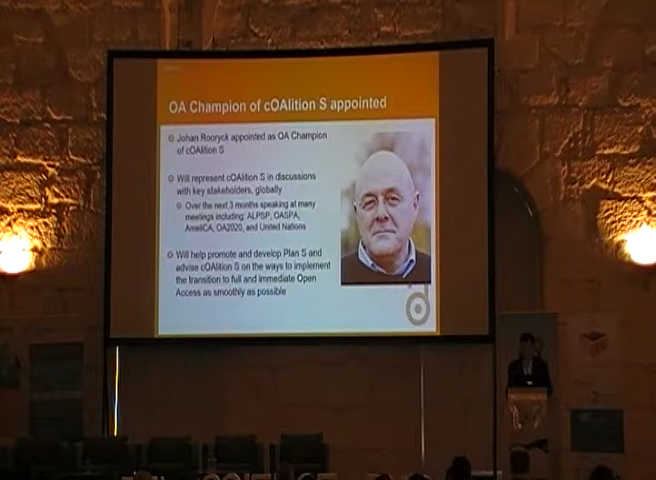 OA Champion of cOAlition S appointed
Johan Rooryck appointed as OA Champion
of cOAlition S
Will represent cOAlition S in discussions
with key stakeholders, globally
Over the next 3 months speaking at many
meetings including: ALPSP, OASPA,
AmeliCA, OA2020, and United Nations
Will help promote and develop Plan S and
advise cOAlition S on the ways to implement
the transition to full and immediate Open
Access as smoothly as possible